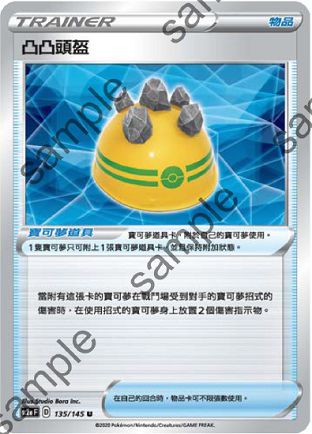 TRAINER 物品
凸凸頭盔
sample
sample
寶可夢道具 寶可夢道具卡，附於自己的寶可夢使用。
1隻寶可夢只可附上1張寶可夢道具卡，並且保持附加狀態。
sample
當附有這張卡的寶可夢在戰鬥場受到對手的寶可夢招式的
傷害時，在使用招式的寶可夢身上放置2個傷害指示物。
sample
sample
Illus.Studio Bora Inc.
在自己的回合時，物品卡可不限張數使用。
F 135/145 U
©2020 Pokémon/Nintendo/Creatures/GAME FREAK.